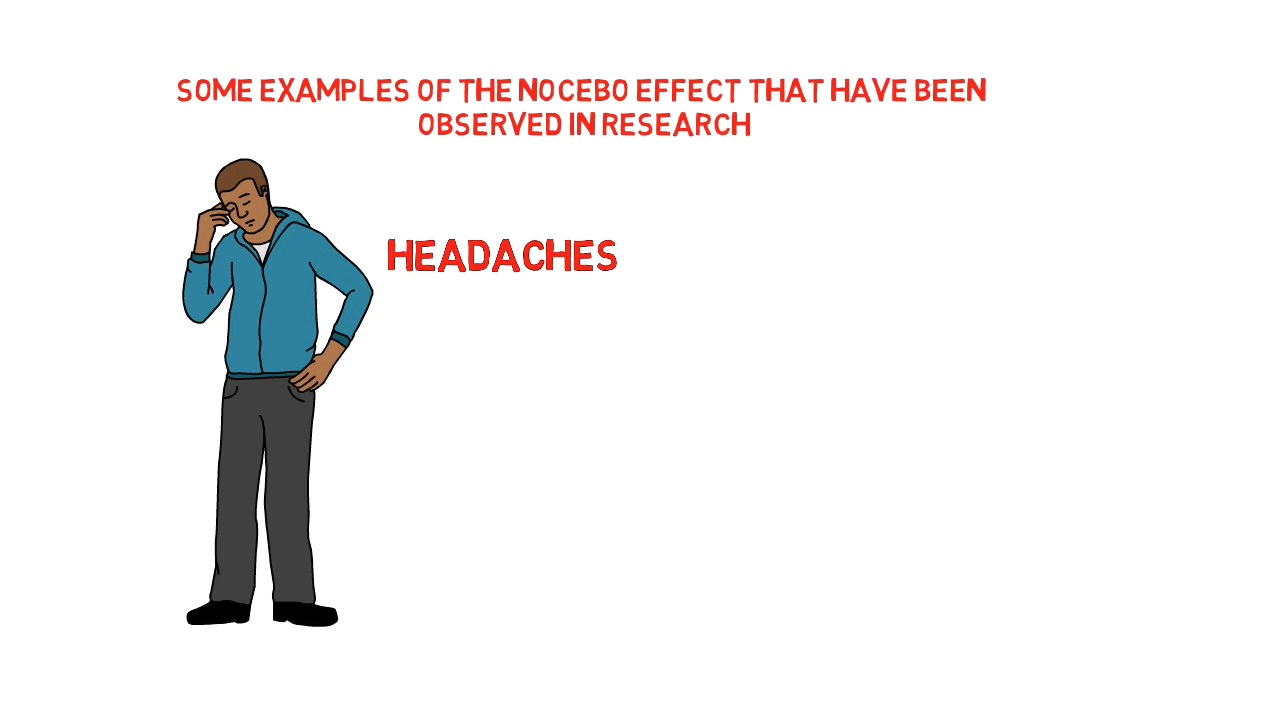 SOME EXAMPLES OF THE NOCEBO EFFECT THAT HAVE BEEN
OBSERVED IN RESEARCH
HEADACHES